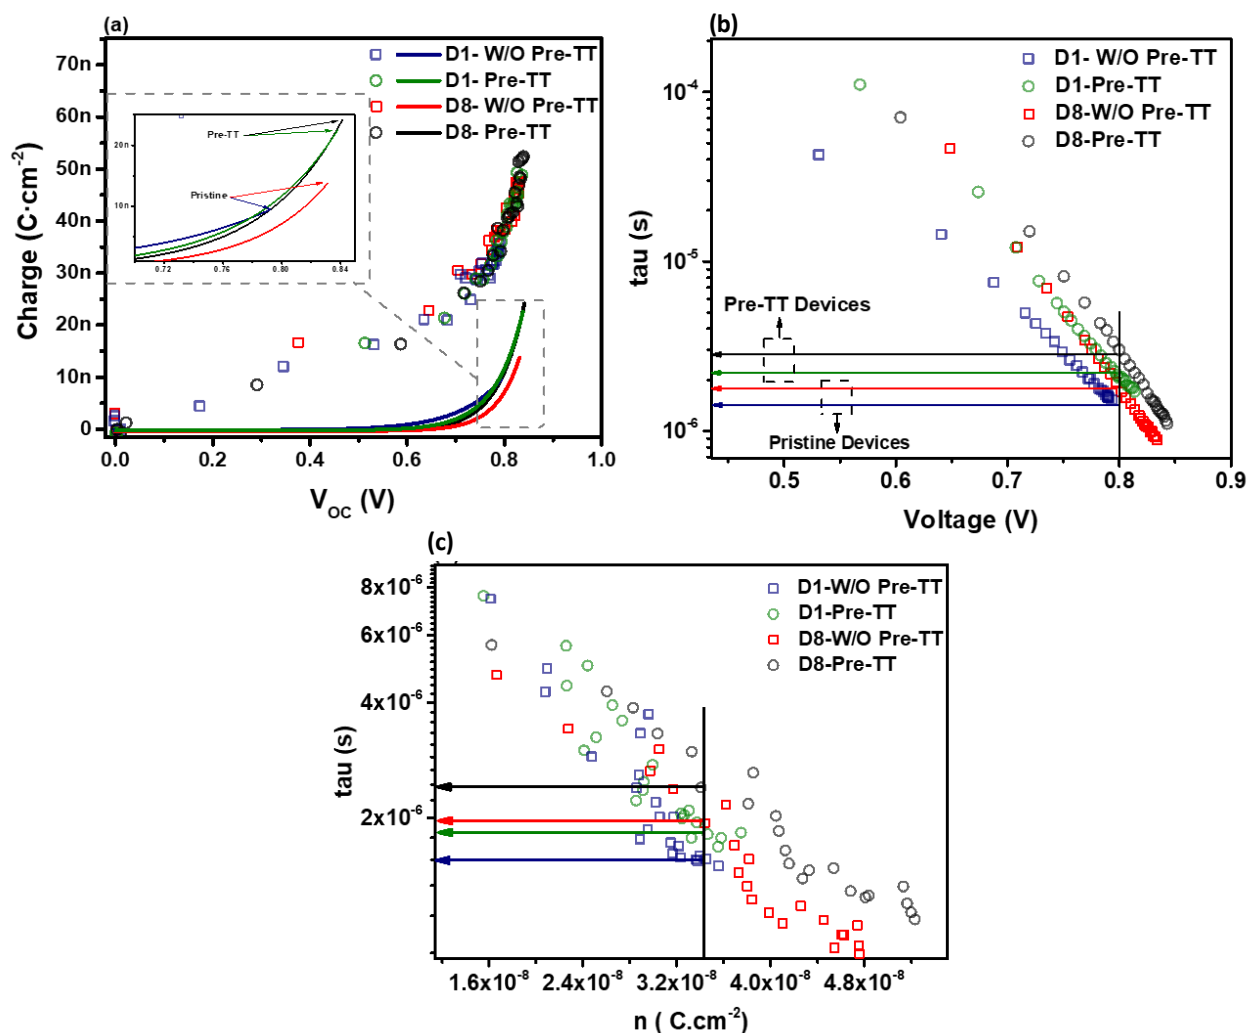 (a)
Charge (C·cm⁻²)
70n
60n
50n
40n
30n
20n
10n
0
D1- W/O Pre-TT
D1- Pre-TT
D8- W/O Pre-TT
D8- Pre-TT
20n
10n
Pre-TT
Pristine
0.72 0.76 0.80 0.84
0.0 0.2 0.4 0.6 0.8 1.0
V_OC (V)
(b)
tau (s)
10⁻⁴
10⁻⁵
10⁻⁶
D1- W/O Pre-TT
D1-Pre-TT
D8-W/O Pre-TT
D8-Pre-TT
Pre-TT Devices
Pristine Devices
0.5 0.6 0.7 0.8 0.9
Voltage (V)
(c)
tau (s)
8x10⁻⁶
6x10⁻⁶
4x10⁻⁶
2x10⁻⁶
D1-W/O Pre-TT
D1-Pre-TT
D8-W/O Pre-TT
D8-Pre-TT
1.6x10⁻⁸ 2.4x10⁻⁸ 3.2x10⁻⁸ 4.0x10⁻⁸ 4.8x10⁻⁸
n ( C.cm⁻²)